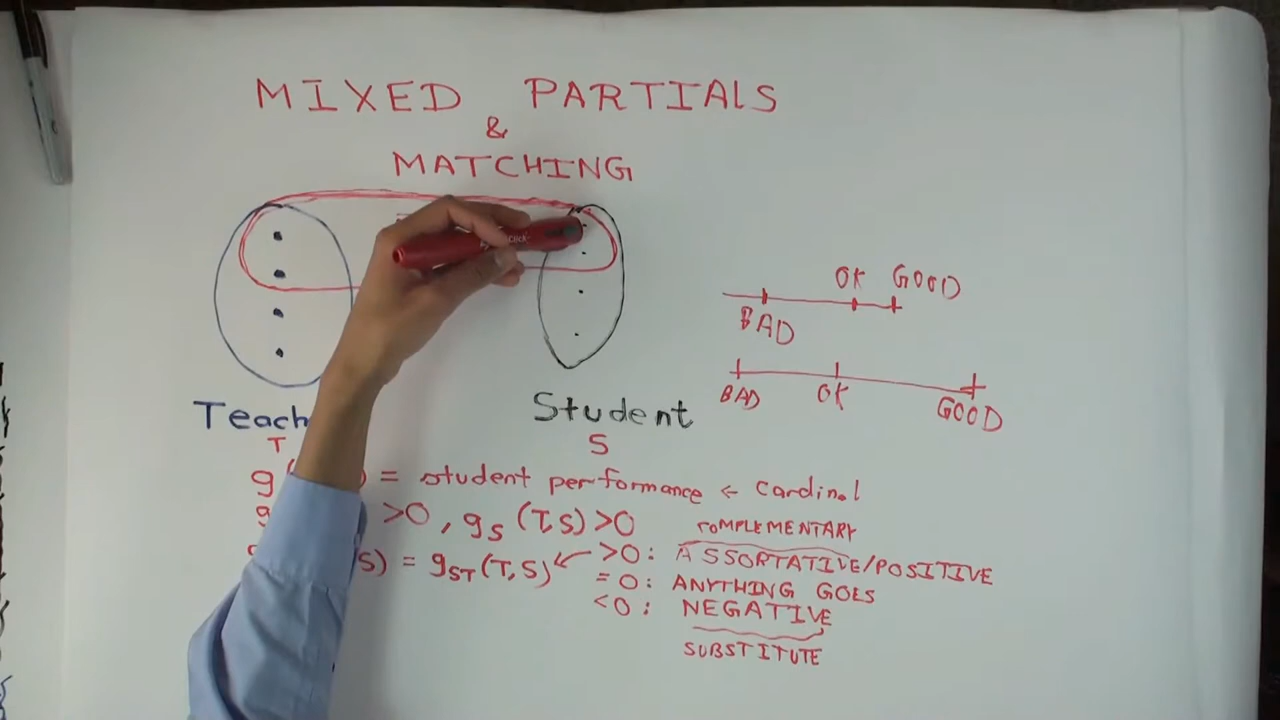 MIXED PARTIALS
&
MATCHING
OK GOOD
BAD
BAD OK GOOD
Teach Student
T S
g ( ) = student performance ← cardinal
g >0, gS (T,S) >0 COMPLEMENTARY
S) = gST (T,S) ← >0: ASSORTATIVE/POSITIVE
=0: ANYTHING GOES
<0: NEGATIVE
SUBSTITUTE